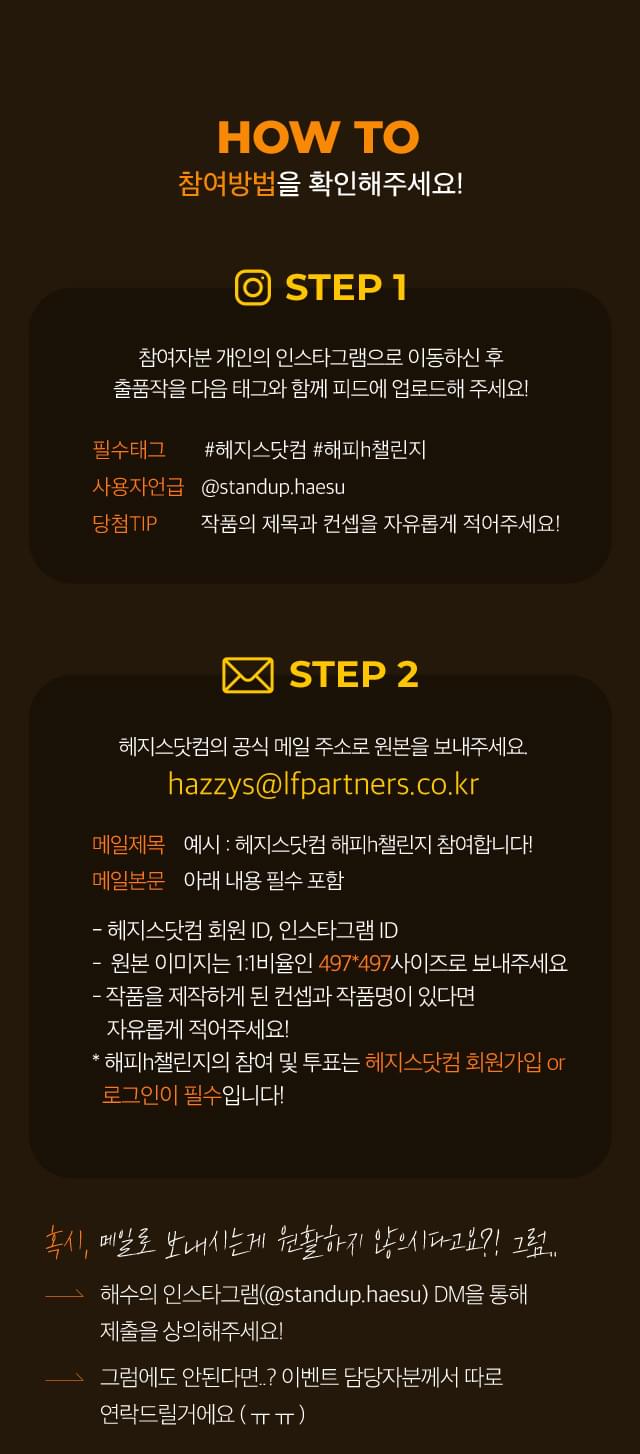 HOW TO
참여방법을 확인해주세요!
STEP 1
참여자분 개인의 인스타그램으로 이동하신 후
출품작을 다음 태그와 함께 피드에 업로드해 주세요!
필수태그 #헤지스닷컴 #해피h챌린지
사용자언급 @standup.haesu
당첨TIP 작품의 제목과 컨셉을 자유롭게 적어주세요!
STEP 2
헤지스닷컴의 공식 메일 주소로 원본을 보내주세요.
hazzys@lfpartners.co.kr
메일제목 예시 : 헤지스닷컴 해피h챌린지 참여합니다!
메일본문 아래 내용 필수 포함
- 헤지스닷컴 회원 ID, 인스타그램 ID
- 원본 이미지는 1:1비율인 497*497사이즈로 보내주세요
- 작품을 제작하게 된 컨셉과 작품명이 있다면
자유롭게 적어주세요!
* 해피h챌린지의 참여 및 투표는 헤지스닷컴 회원가입 or
로그인이 필수입니다!
혹시, 메일로 보내시는게 원활하지 않으시다고요?! 그럼..
해수의 인스타그램(@standup.haesu) DM을 통해
제출을 상의해주세요!
그럼에도 안된다면..? 이벤트 담당자분께서 따로
연락드릴거에요 ( ㅠ ㅠ )